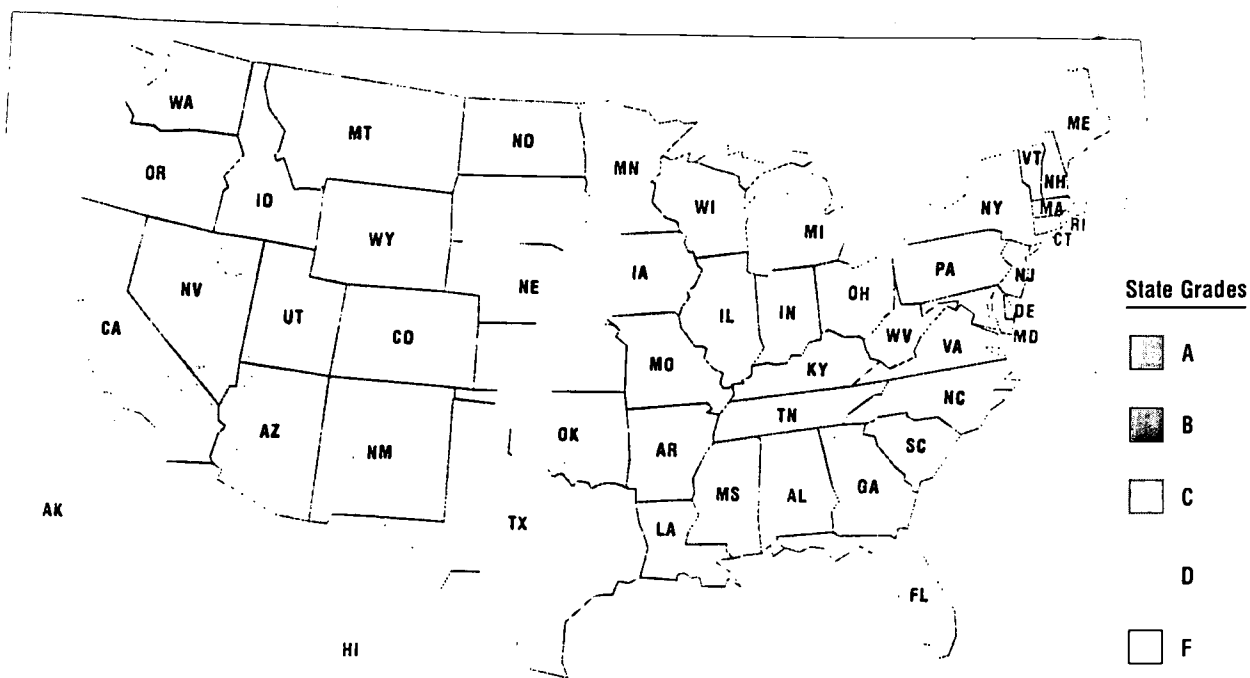 WA
MT
ND
MN
ME
OR
ID
WY
WI
MI
NY
VT
NH
MA
RI
CT
NV
UT
NE
IA
IL
IN
OH
PA
NJ
CA
CO
MO
KY
WV
VA
DE
MD
AZ
NM
OK
AR
TN
NC
SC
AK
TX
LA
MS
AL
GA
HI
FL
State Grades
A
B
C
D
F